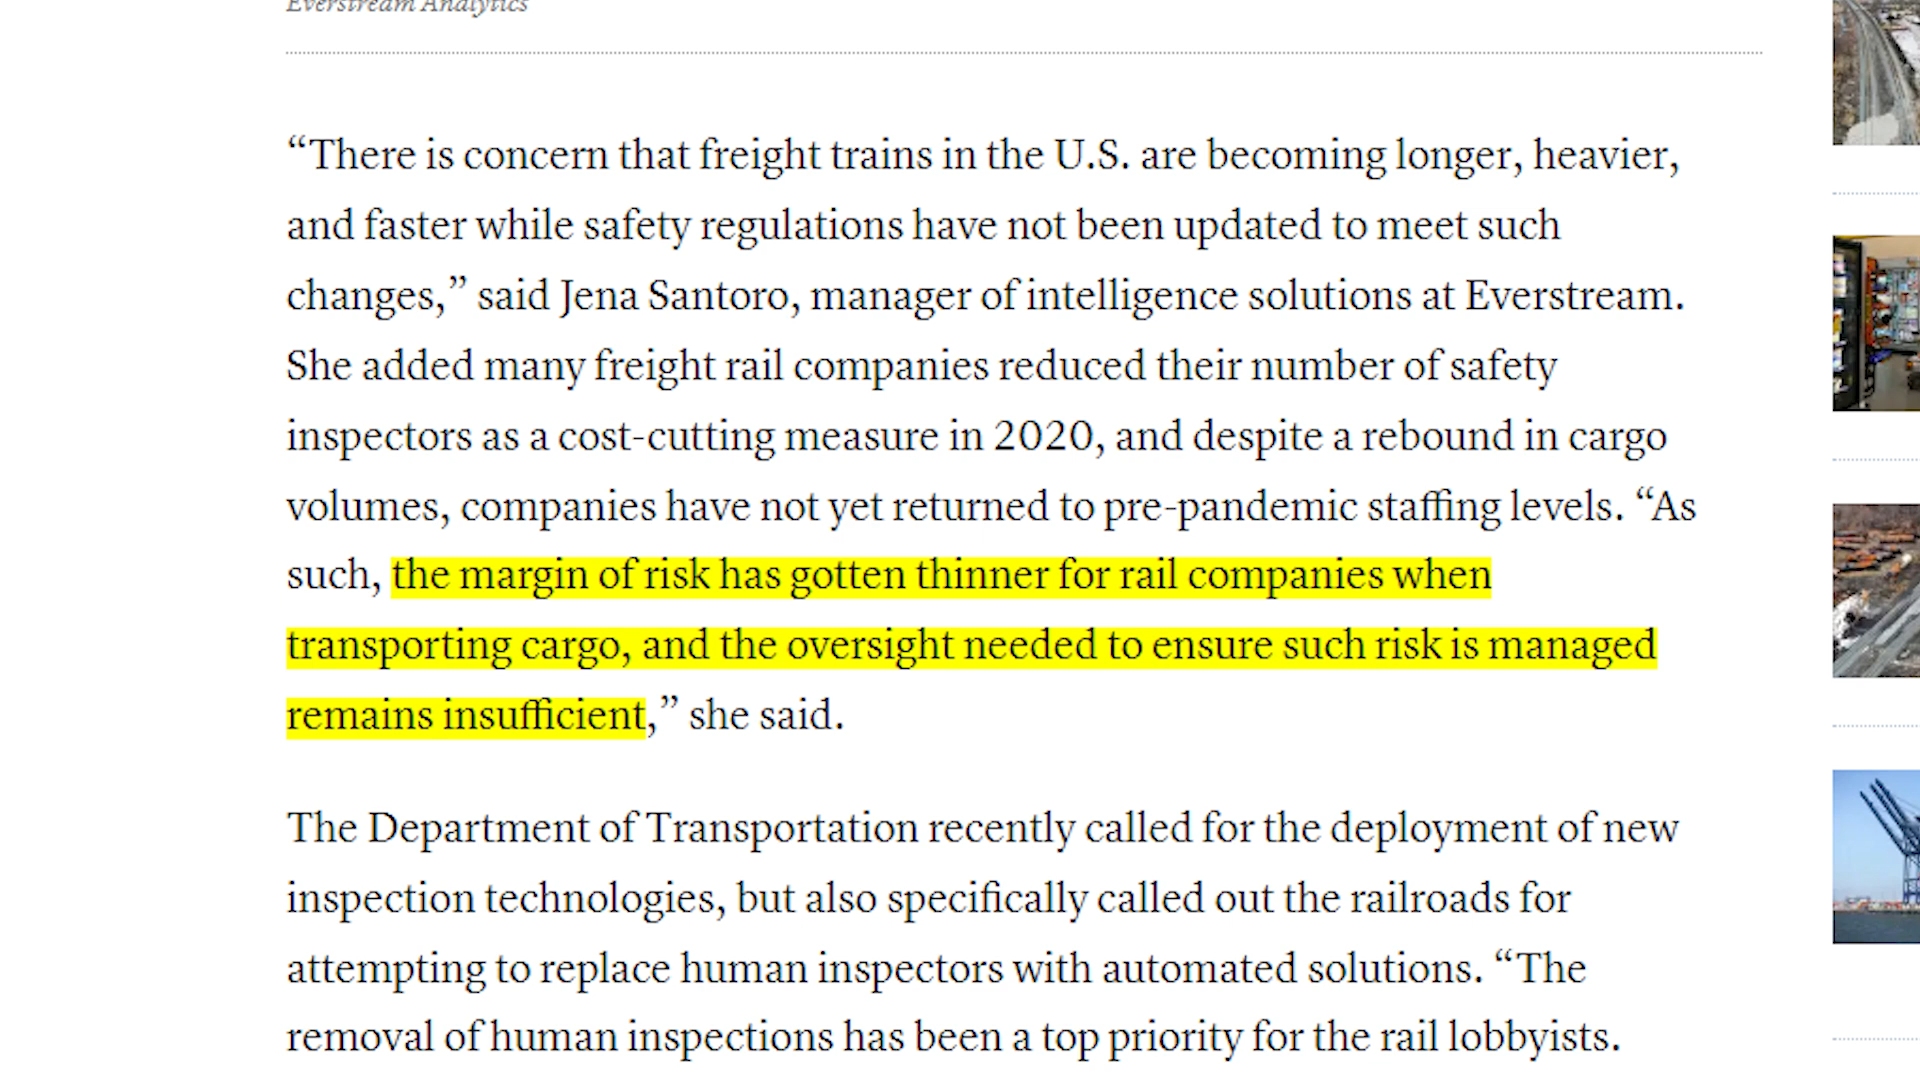 Everstream Analytics
“There is concern that freight trains in the U.S. are becoming longer, heavier,
and faster while safety regulations have not been updated to meet such
changes,” said Jena Santoro, manager of intelligence solutions at Everstream.
She added many freight rail companies reduced their number of safety
inspectors as a cost-cutting measure in 2020, and despite a rebound in cargo
volumes, companies have not yet returned to pre-pandemic staffing levels. “As
such, the margin of risk has gotten thinner for rail companies when
transporting cargo, and the oversight needed to ensure such risk is managed
remains insufficient,” she said.
The Department of Transportation recently called for the deployment of new
inspection technologies, but also specifically called out the railroads for
attempting to replace human inspectors with automated solutions. “The
removal of human inspections has been a top priority for the rail lobbyists.